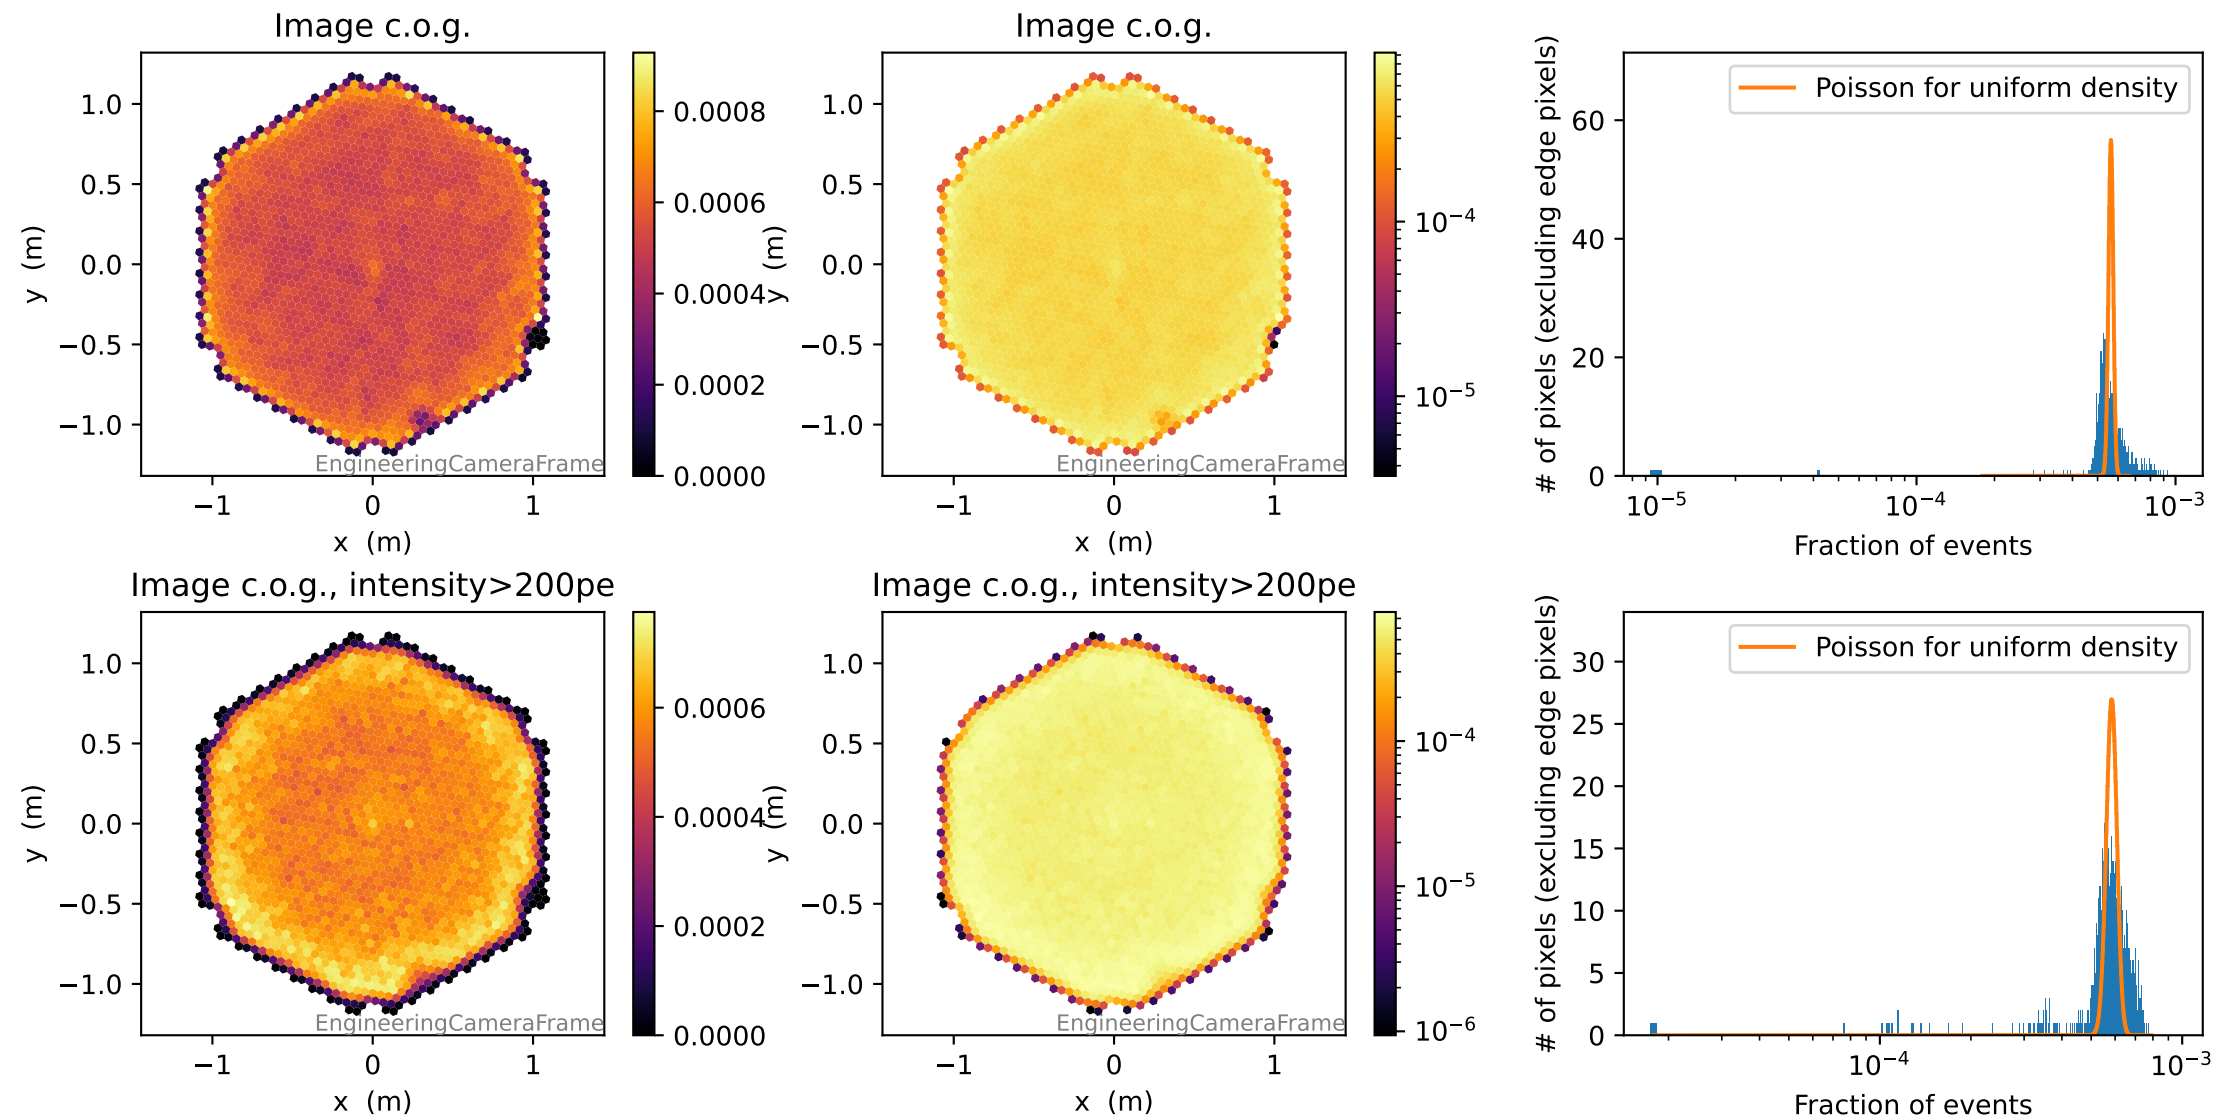 Image c.o.g.
y (m)
1.0
0.5
0.0
−0.5
−1.0
−1
0
1
x (m)
EngineeringCameraFrame
0.0008
0.0006
0.0004
0.0002
0.0000
Image c.o.g.
y (m)
1.0
0.5
0.0
−0.5
−1.0
−1
0
1
x (m)
EngineeringCameraFrame
10⁻⁴
10⁻⁵
# of pixels (excluding edge pixels)
60
40
20
0
Poisson for uniform density
10⁻⁵
10⁻⁴
10⁻³
Fraction of events
Image c.o.g., intensity>200pe
y (m)
1.0
0.5
0.0
−0.5
−1.0
−1
0
1
x (m)
EngineeringCameraFrame
0.0006
0.0004
0.0002
0.0000
Image c.o.g., intensity>200pe
y (m)
1.0
0.5
0.0
−0.5
−1.0
−1
0
1
x (m)
EngineeringCameraFrame
10⁻⁴
10⁻⁵
10⁻⁶
# of pixels (excluding edge pixels)
30
25
20
15
10
5
0
Poisson for uniform density
10⁻⁴
10⁻³
Fraction of events